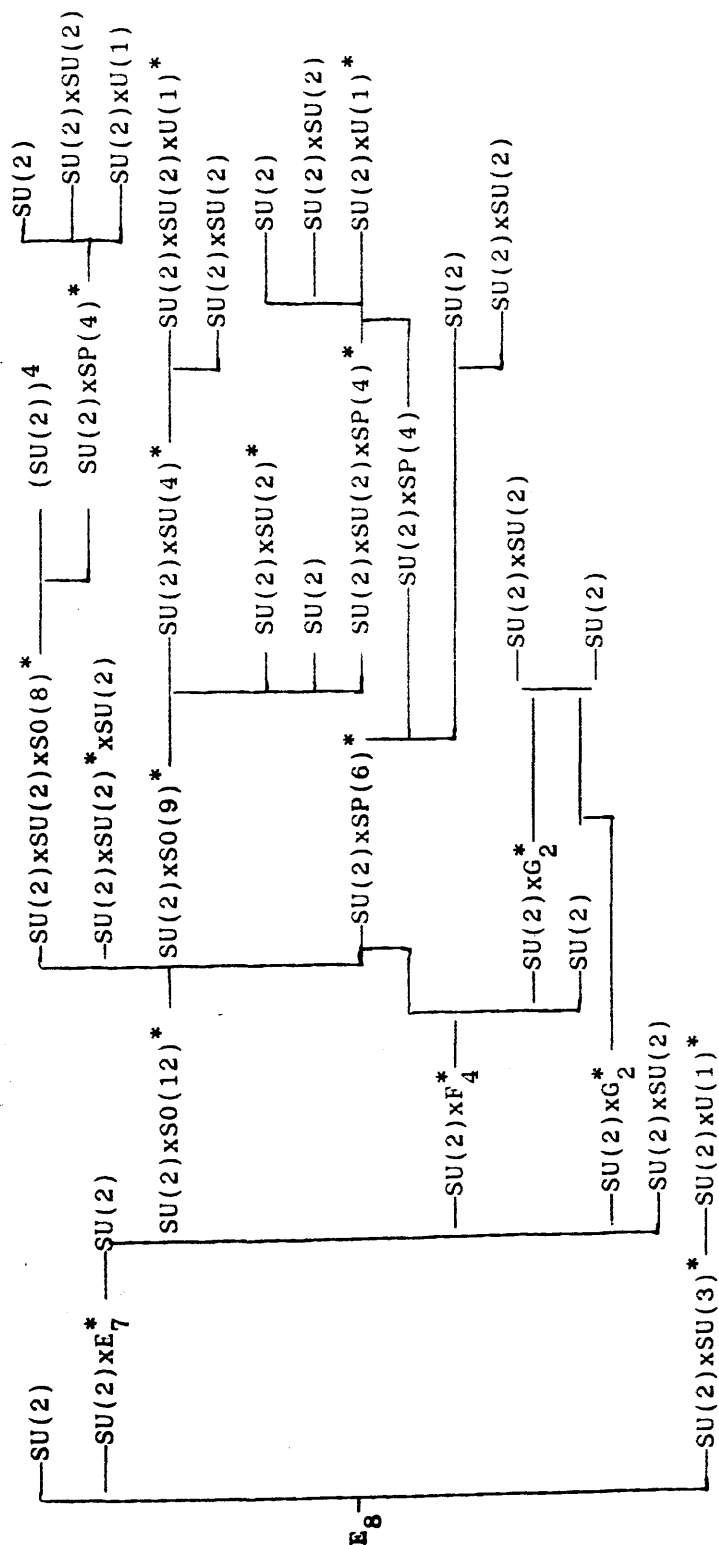 E₈
SU(2)
SU(2)xE₇*
SU(2)xSU(3)*
SU(2)
SU(2)xSO(12)*
SU(2)xF₄*
SU(2)xG₂*
SU(2)xSU(2)
SU(2)xU(1)*
SU(2)xSU(2)xSO(8)*
SU(2)xSU(2)*xSU(2)
SU(2)xSO(9)*
SU(2)xSP(6)*
SU(2)xG₂*
SU(2)
(SU(2))⁴
SU(2)xSP(4)*
SU(2)xSU(4)*
SU(2)xSU(2)*
SU(2)
SU(2)xSU(2)xSP(4)*
SU(2)xSP(4)
SU(2)xSU(2)
SU(2)
SU(2)
SU(2)xSU(2)
SU(2)xU(1)
SU(2)xSU(2)xU(1)*
SU(2)xSU(2)
SU(2)
SU(2)xSU(2)
SU(2)xU(1)*
SU(2)
SU(2)xSU(2)